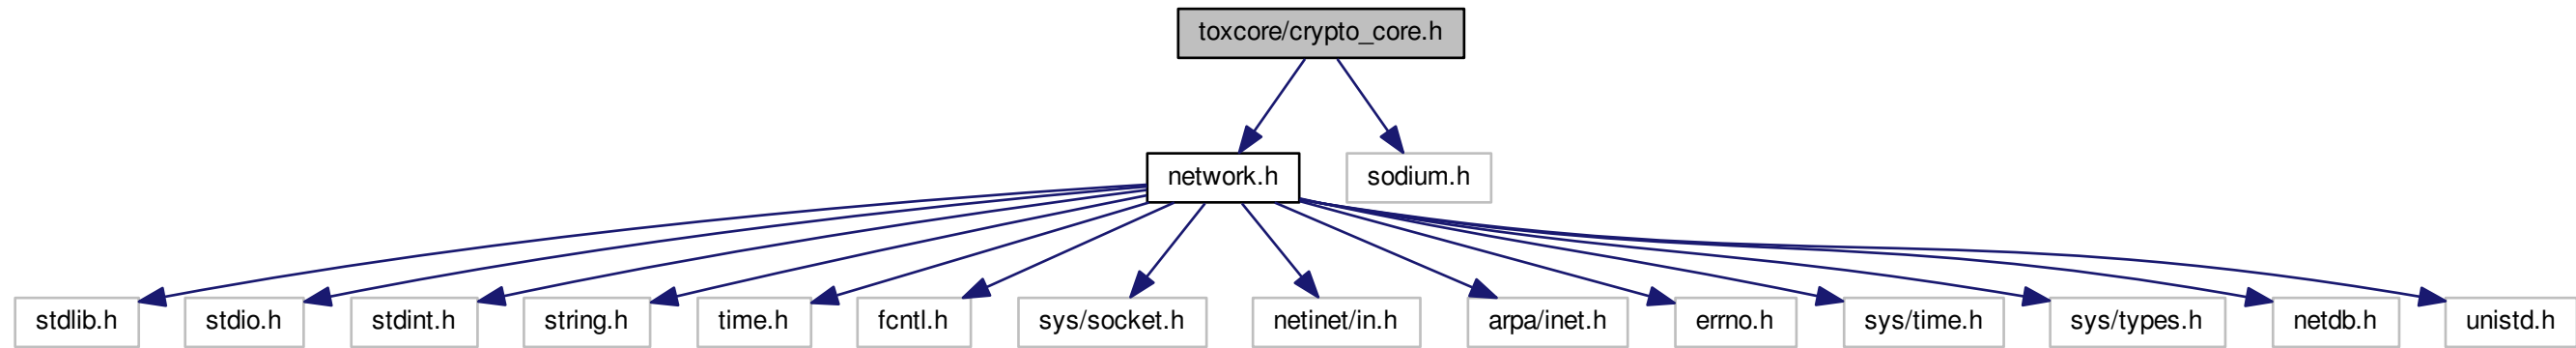 toxcore/crypto_core.h
network.h
sodium.h
stdlib.h
stdio.h
stdint.h
string.h
time.h
fcntl.h
sys/socket.h
netinet/in.h
arpa/inet.h
errno.h
sys/time.h
sys/types.h
netdb.h
unistd.h